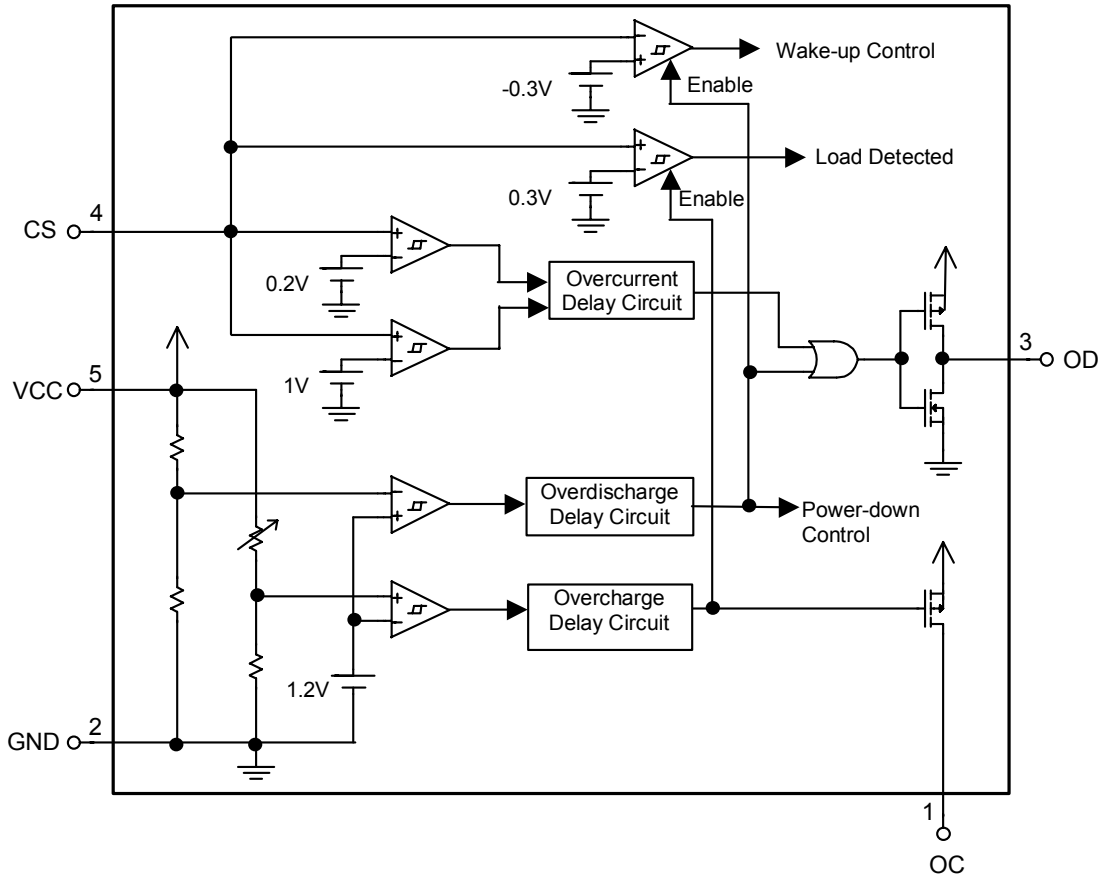 Wake-up Control
Enable
-0.3V
Load Detected
Enable
0.3V
4
CS
Overcurrent
Delay Circuit
0.2V
3
OD
5
VCC
1V
Overdischarge
Delay Circuit
Power-down
Control
Overcharge
Delay Circuit
1.2V
2
GND
1
OC